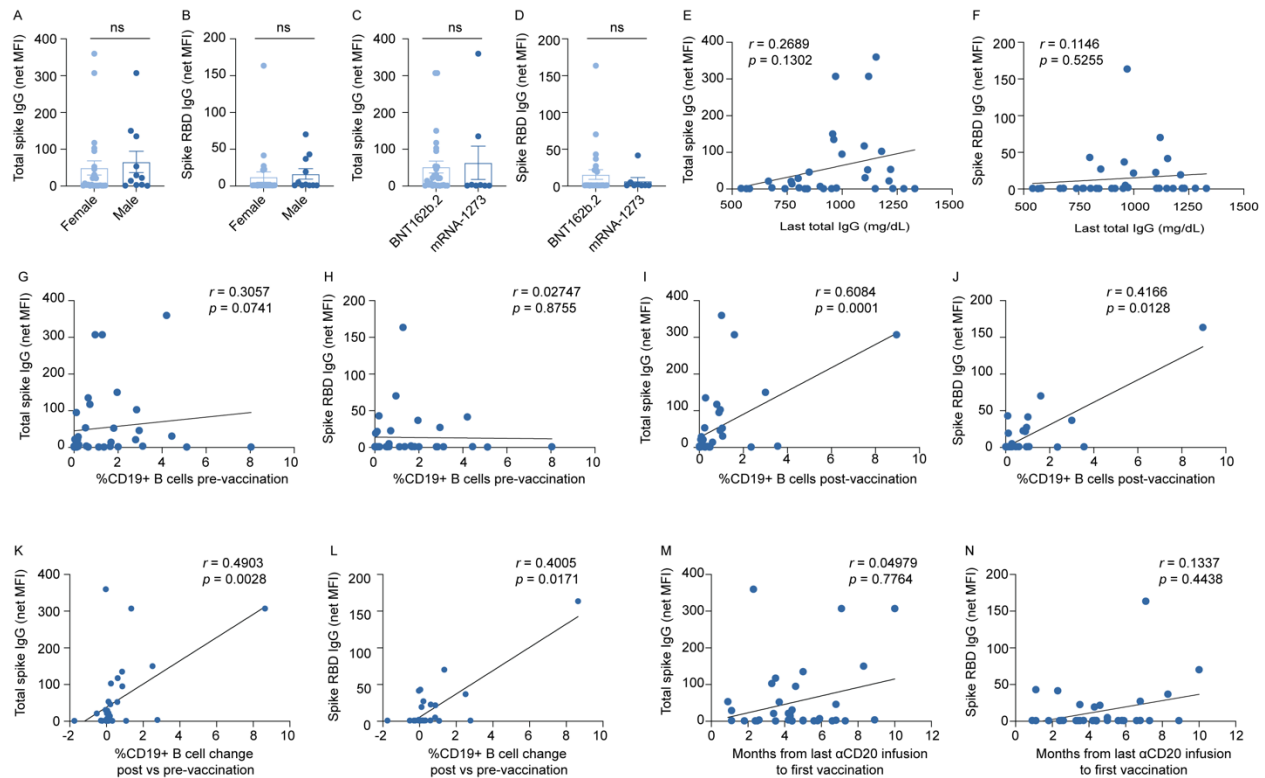 A
ns
Total spike IgG (net MFI)
400
300
200
100
0
Female
Male
B
ns
Spike RBD IgG (net MFI)
200
150
100
50
0
Female
Male
C
ns
Total spike IgG (net MFI)
400
300
200
100
0
BNT162b.2
mRNA-1273
D
ns
Spike RBD IgG (net MFI)
200
150
100
50
0
BNT162b.2
mRNA-1273
E
r = 0.2689
p = 0.1302
Total spike IgG (net MFI)
400
300
200
100
0
500 750 1000 1250 1500
Last total IgG (mg/dL)
F
r = 0.1146
p = 0.5255
Spike RBD IgG (net MFI)
200
150
100
50
0
500 750 1000 1250 1500
Last total IgG (mg/dL)
G
r = 0.3057
p = 0.0741
Total spike IgG (net MFI)
400
300
200
100
0
0 2 4 6 8 10
%CD19+ B cells pre-vaccination
H
r = 0.02747
p = 0.8755
Spike RBD IgG (net MFI)
200
150
100
50
0
0 2 4 6 8 10
%CD19+ B cells pre-vaccination
I
r = 0.6084
p = 0.0001
Total spike IgG (net MFI)
400
300
200
100
0
0 2 4 6 8 10
%CD19+ B cells post-vaccination
J
r = 0.4166
p = 0.0128
Spike RBD IgG (net MFI)
200
150
100
50
0
0 2 4 6 8 10
%CD19+ B cells post-vaccination
K
r = 0.4903
p = 0.0028
Total spike IgG (net MFI)
400
300
200
100
0
-2 0 2 4 6 8 10
%CD19+ B cell change
post vs pre-vaccination
L
r = 0.4005
p = 0.0171
Spike RBD IgG (net MFI)
200
150
100
50
0
-2 0 2 4 6 8 10
%CD19+ B cell change
post vs pre-vaccination
M
r = 0.04979
p = 0.7764
Total spike IgG (net MFI)
400
300
200
100
0
0 2 4 6 8 10
Months from last αCD20 infusion
to first vaccination
N
r = 0.1337
p = 0.4438
Spike RBD IgG (net MFI)
200
150
100
50
0
0 2 4 6 8 10
Months from last αCD20 infusion
to first vaccination